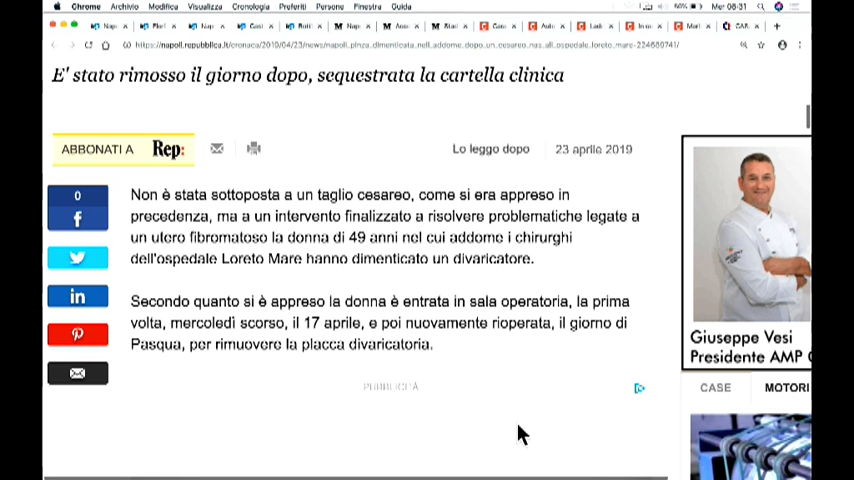 Chrome Archivio Modifica Visualizza Cronologia Preferiti Persone Finestra Guida
Mer 08:31
E' stato rimosso il giorno dopo, sequestrata la cartella clinica
ABBONATI A Rep: Lo leggo dopo 23 aprile 2019
0
Non è stata sottoposta a un taglio cesareo, come si era appreso in
precedenza, ma a un intervento finalizzato a risolvere problematiche legate a
un utero fibromatoso la donna di 49 anni nel cui addome i chirurghi
dell'ospedale Loreto Mare hanno dimenticato un divaricatore.
Secondo quanto si è appreso la donna è entrata in sala operatoria, la prima
volta, mercoledì scorso, il 17 aprile, e poi nuovamente rioperata, il giorno di
Pasqua, per rimuovere la placca divaricatoria.
PUBBLICITÀ
Giuseppe Vesi
Presidente AMP
CASE MOTORI